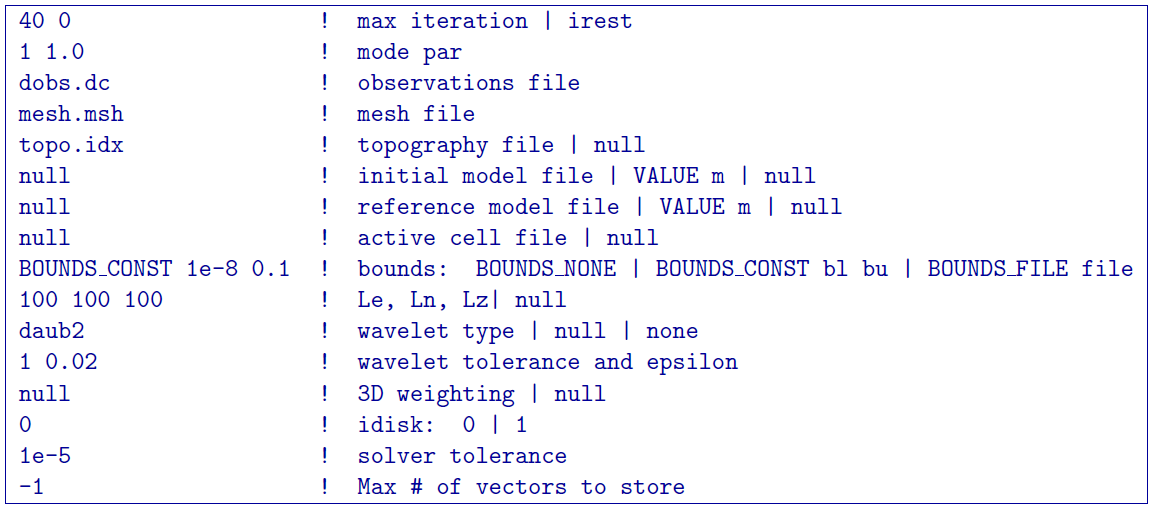 40 0 ! max iteration | irest
1 1.0 ! mode par
dobs.dc ! observations file
mesh.msh ! mesh file
topo.idx ! topography file | null
null ! initial model file | VALUE m | null
null ! reference model file | VALUE m | null
null ! active cell file | null
BOUNDS_CONST 1e-8 0.1 ! bounds: BOUNDS_NONE | BOUNDS_CONST bl bu | BOUNDS_FILE file
100 100 100 ! Le, Ln, Lz| null
daub2 ! wavelet type | null | none
1 0.02 ! wavelet tolerance and epsilon
null ! 3D weighting | null
0 ! idisk: 0 | 1
1e-5 ! solver tolerance
-1 ! Max # of vectors to store